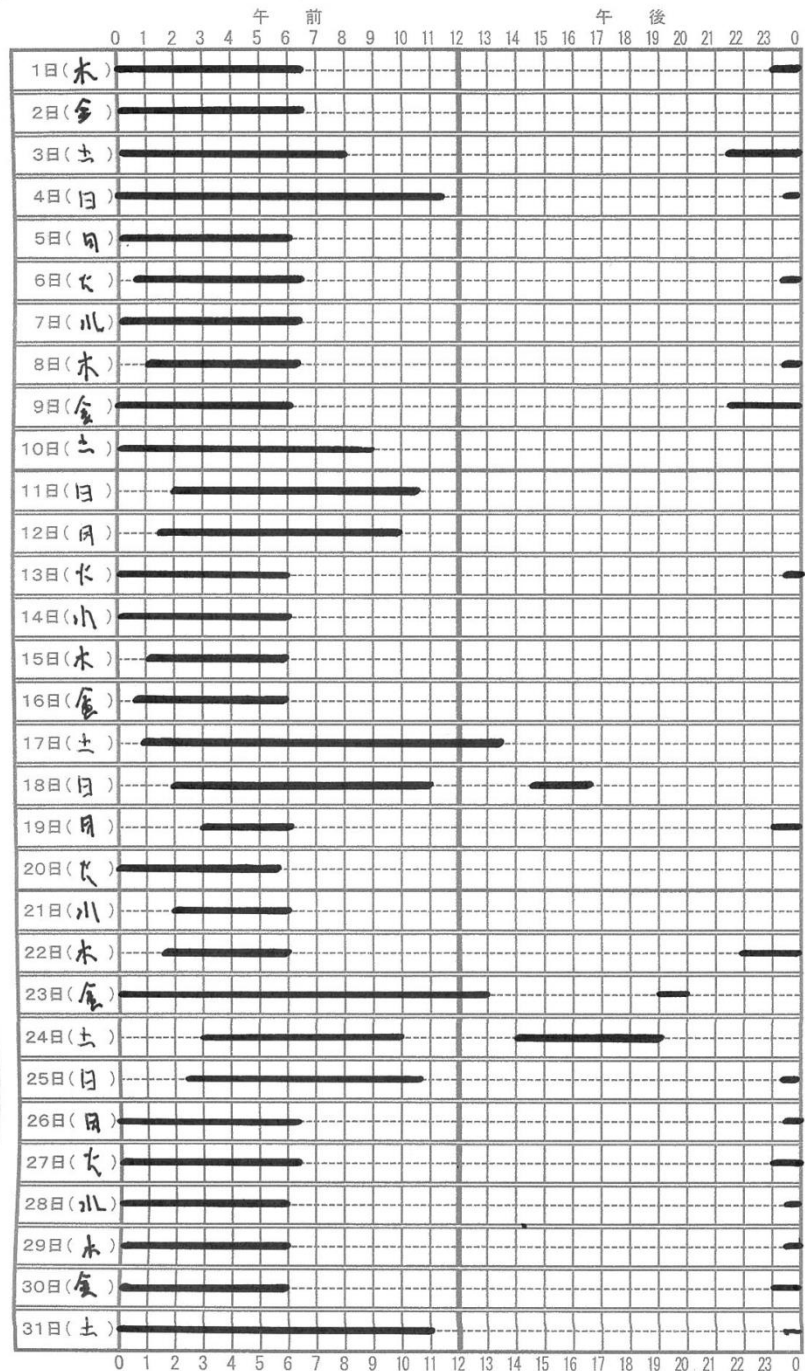 午前 午後
0 1 2 3 4 5 6 7 8 9 10 11 12 13 14 15 16 17 18 19 20 21 22 23 0
1日(木)
2日(金)
3日(土)
4日(日)
5日(月)
6日(火)
7日(水)
8日(木)
9日(金)
10日(土)
11日(日)
12日(月)
13日(火)
14日(水)
15日(木)
16日(金)
17日(土)
18日(日)
19日(月)
20日(火)
21日(水)
22日(木)
23日(金)
24日(土)
25日(日)
26日(月)
27日(火)
28日(水)
29日(木)
30日(金)
31日(土)
0 1 2 3 4 5 6 7 8 9 10 11 12 13 14 15 16 17 18 19 20 21 22 23 0